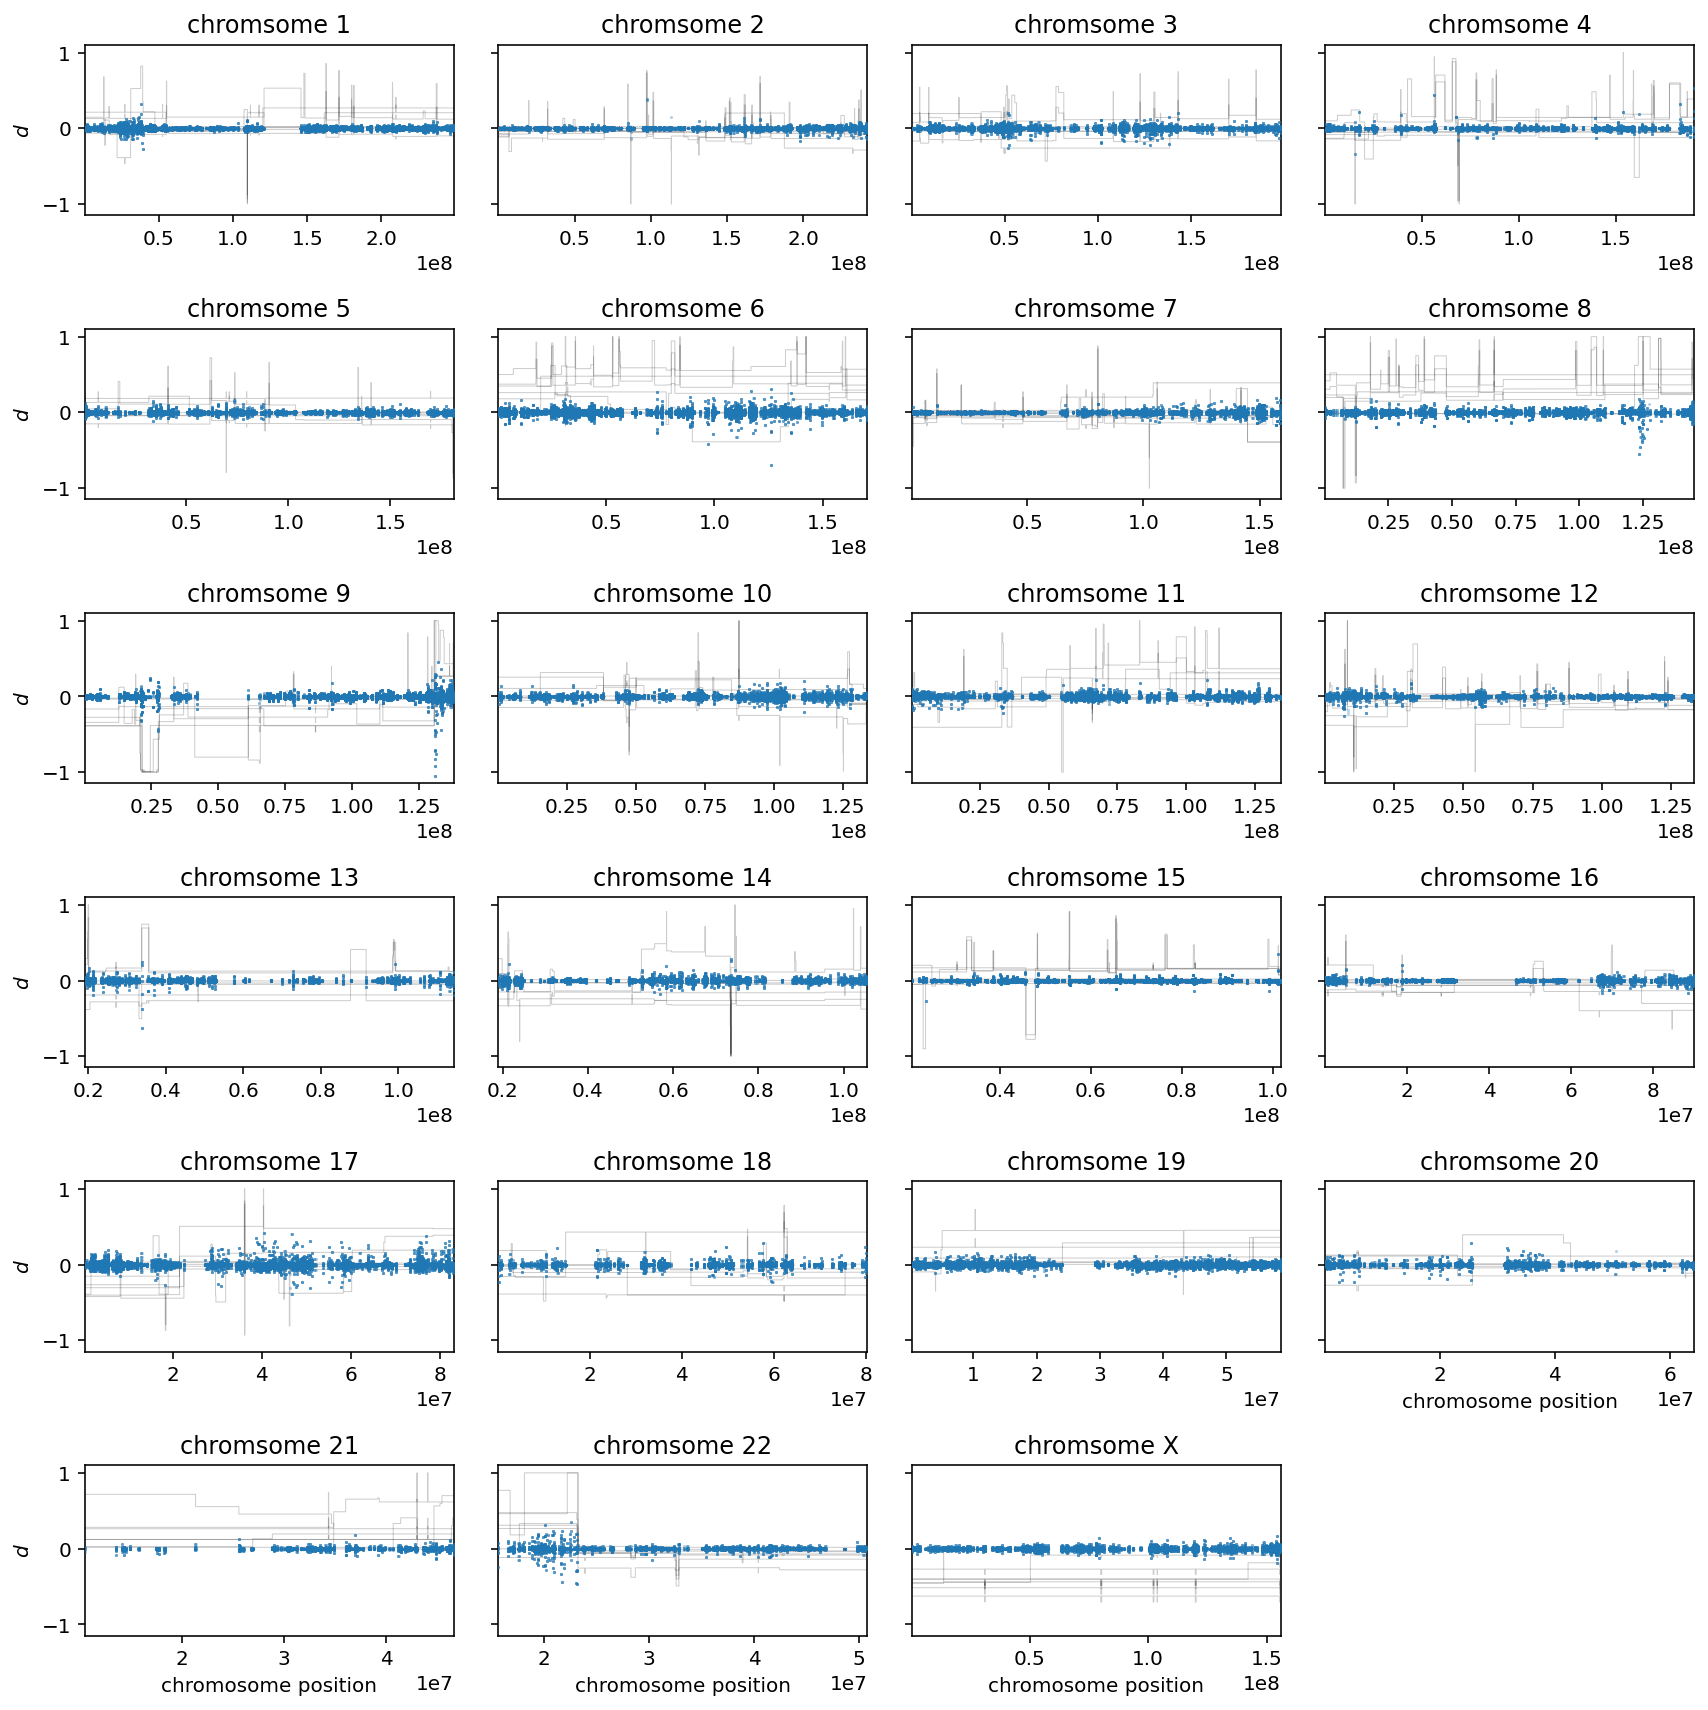 chromsome 1 chromsome 2 chromsome 3 chromsome 4
1
d 0
−1
0.5 1.0 1.5 2.0 0.5 1.0 1.5 2.0 0.5 1.0 1.5 0.5 1.0 1.5
1e8 1e8 1e8 1e8
chromsome 5 chromsome 6 chromsome 7 chromsome 8
1
d 0
−1
0.5 1.0 1.5 0.5 1.0 1.5 0.5 1.0 1.5 0.25 0.50 0.75 1.00 1.25
1e8 1e8 1e8 1e8
chromsome 9 chromsome 10 chromsome 11 chromsome 12
1
d 0
−1
0.25 0.50 0.75 1.00 1.25 0.25 0.50 0.75 1.00 1.25 0.25 0.50 0.75 1.00 1.25 0.25 0.50 0.75 1.00 1.25
1e8 1e8 1e8 1e8
chromsome 13 chromsome 14 chromsome 15 chromsome 16
1
d 0
−1
0.2 0.4 0.6 0.8 1.0 0.2 0.4 0.6 0.8 1.0 0.4 0.6 0.8 1.0 2 4 6 8
1e8 1e8 1e8 1e7
chromsome 17 chromsome 18 chromsome 19 chromsome 20
1
d 0
−1
2 4 6 8 2 4 6 8 1 2 3 4 5 2 4 6
1e7 1e7 1e7 chromosome position 1e7
chromsome 21 chromsome 22 chromsome X
1
d 0
−1
2 3 4 2 3 4 5 0.5 1.0 1.5
chromosome position 1e7 chromosome position 1e7 chromosome position 1e8